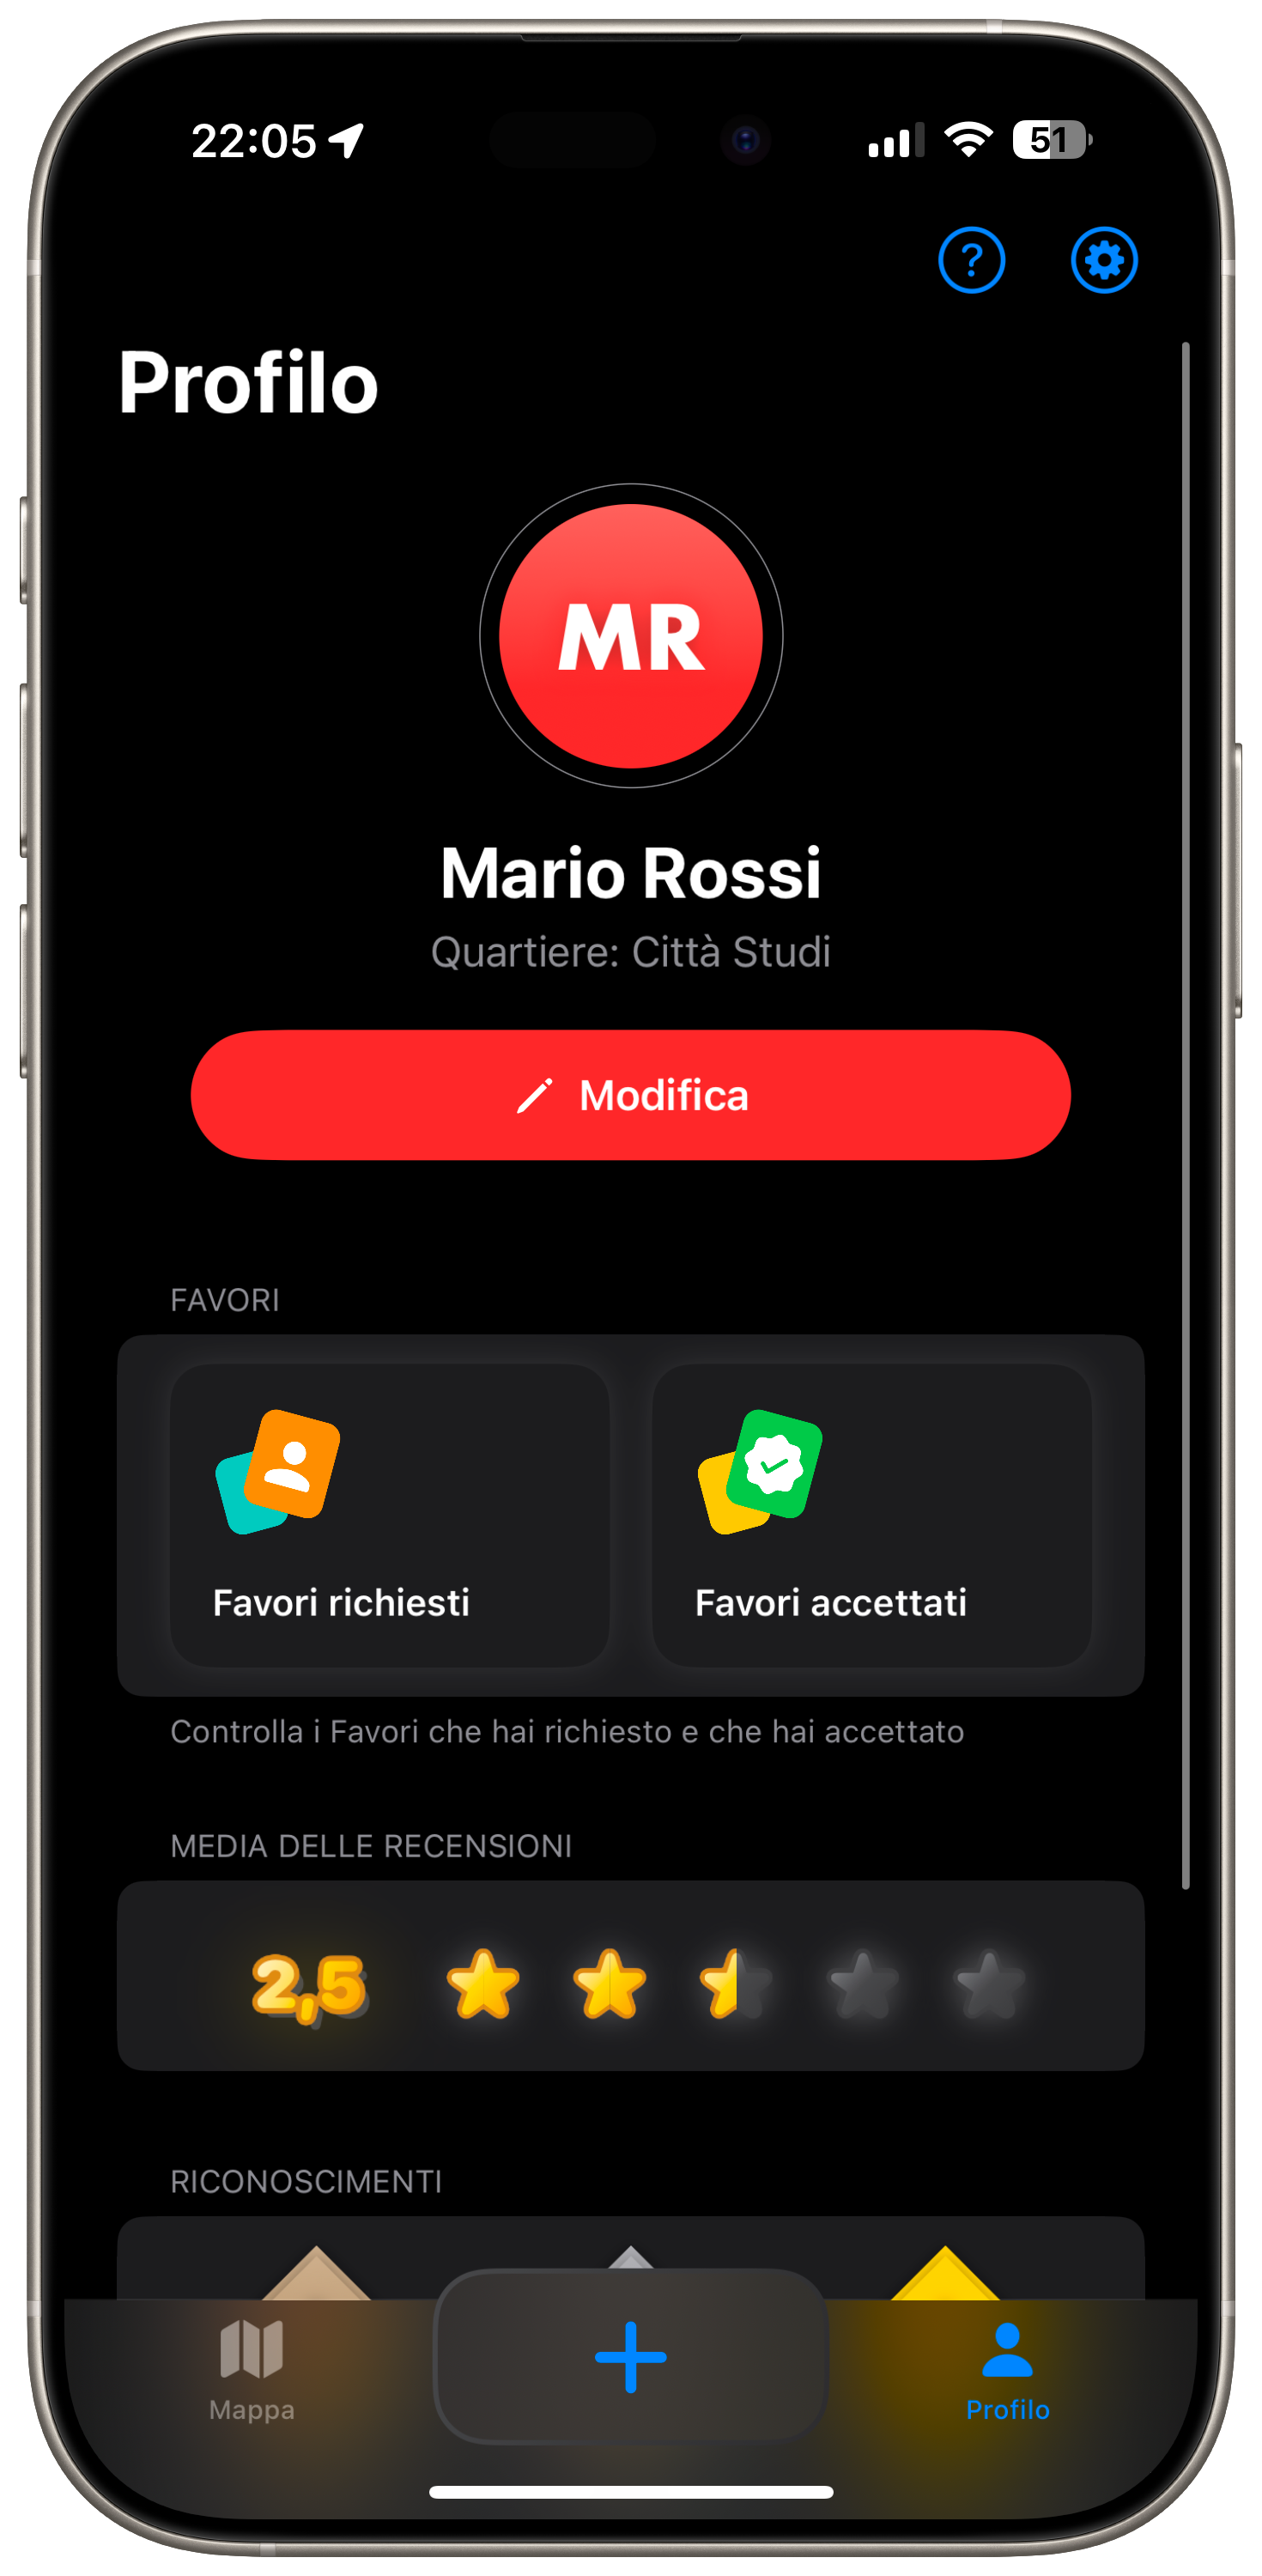 22:05
51
?
Profilo
MR
Mario Rossi
Quartiere: Città Studi
Modifica
FAVORI
Favori richiesti
Favori accettati
Controlla i Favori che hai richiesto e che hai accettato
MEDIA DELLE RECENSIONI
2,5
RICONOSCIMENTI
Mappa
Profilo